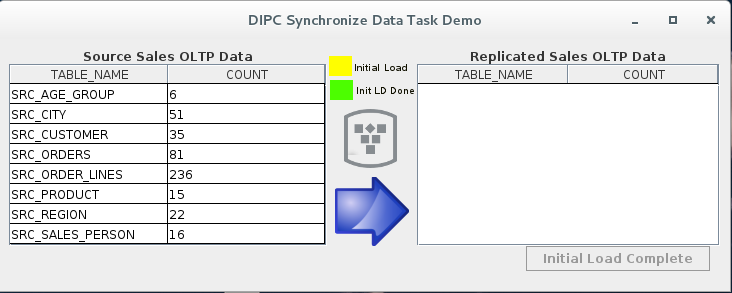 DIPC Synchronize Data Task Demo
Source Sales OLTP Data
TABLE_NAME COUNT
SRC_AGE_GROUP 6
SRC_CITY 51
SRC_CUSTOMER 35
SRC_ORDERS 81
SRC_ORDER_LINES 236
SRC_PRODUCT 15
SRC_REGION 22
SRC_SALES_PERSON 16
Initial Load
Init LD Done
Replicated Sales OLTP Data
TABLE_NAME COUNT
Initial Load Complete